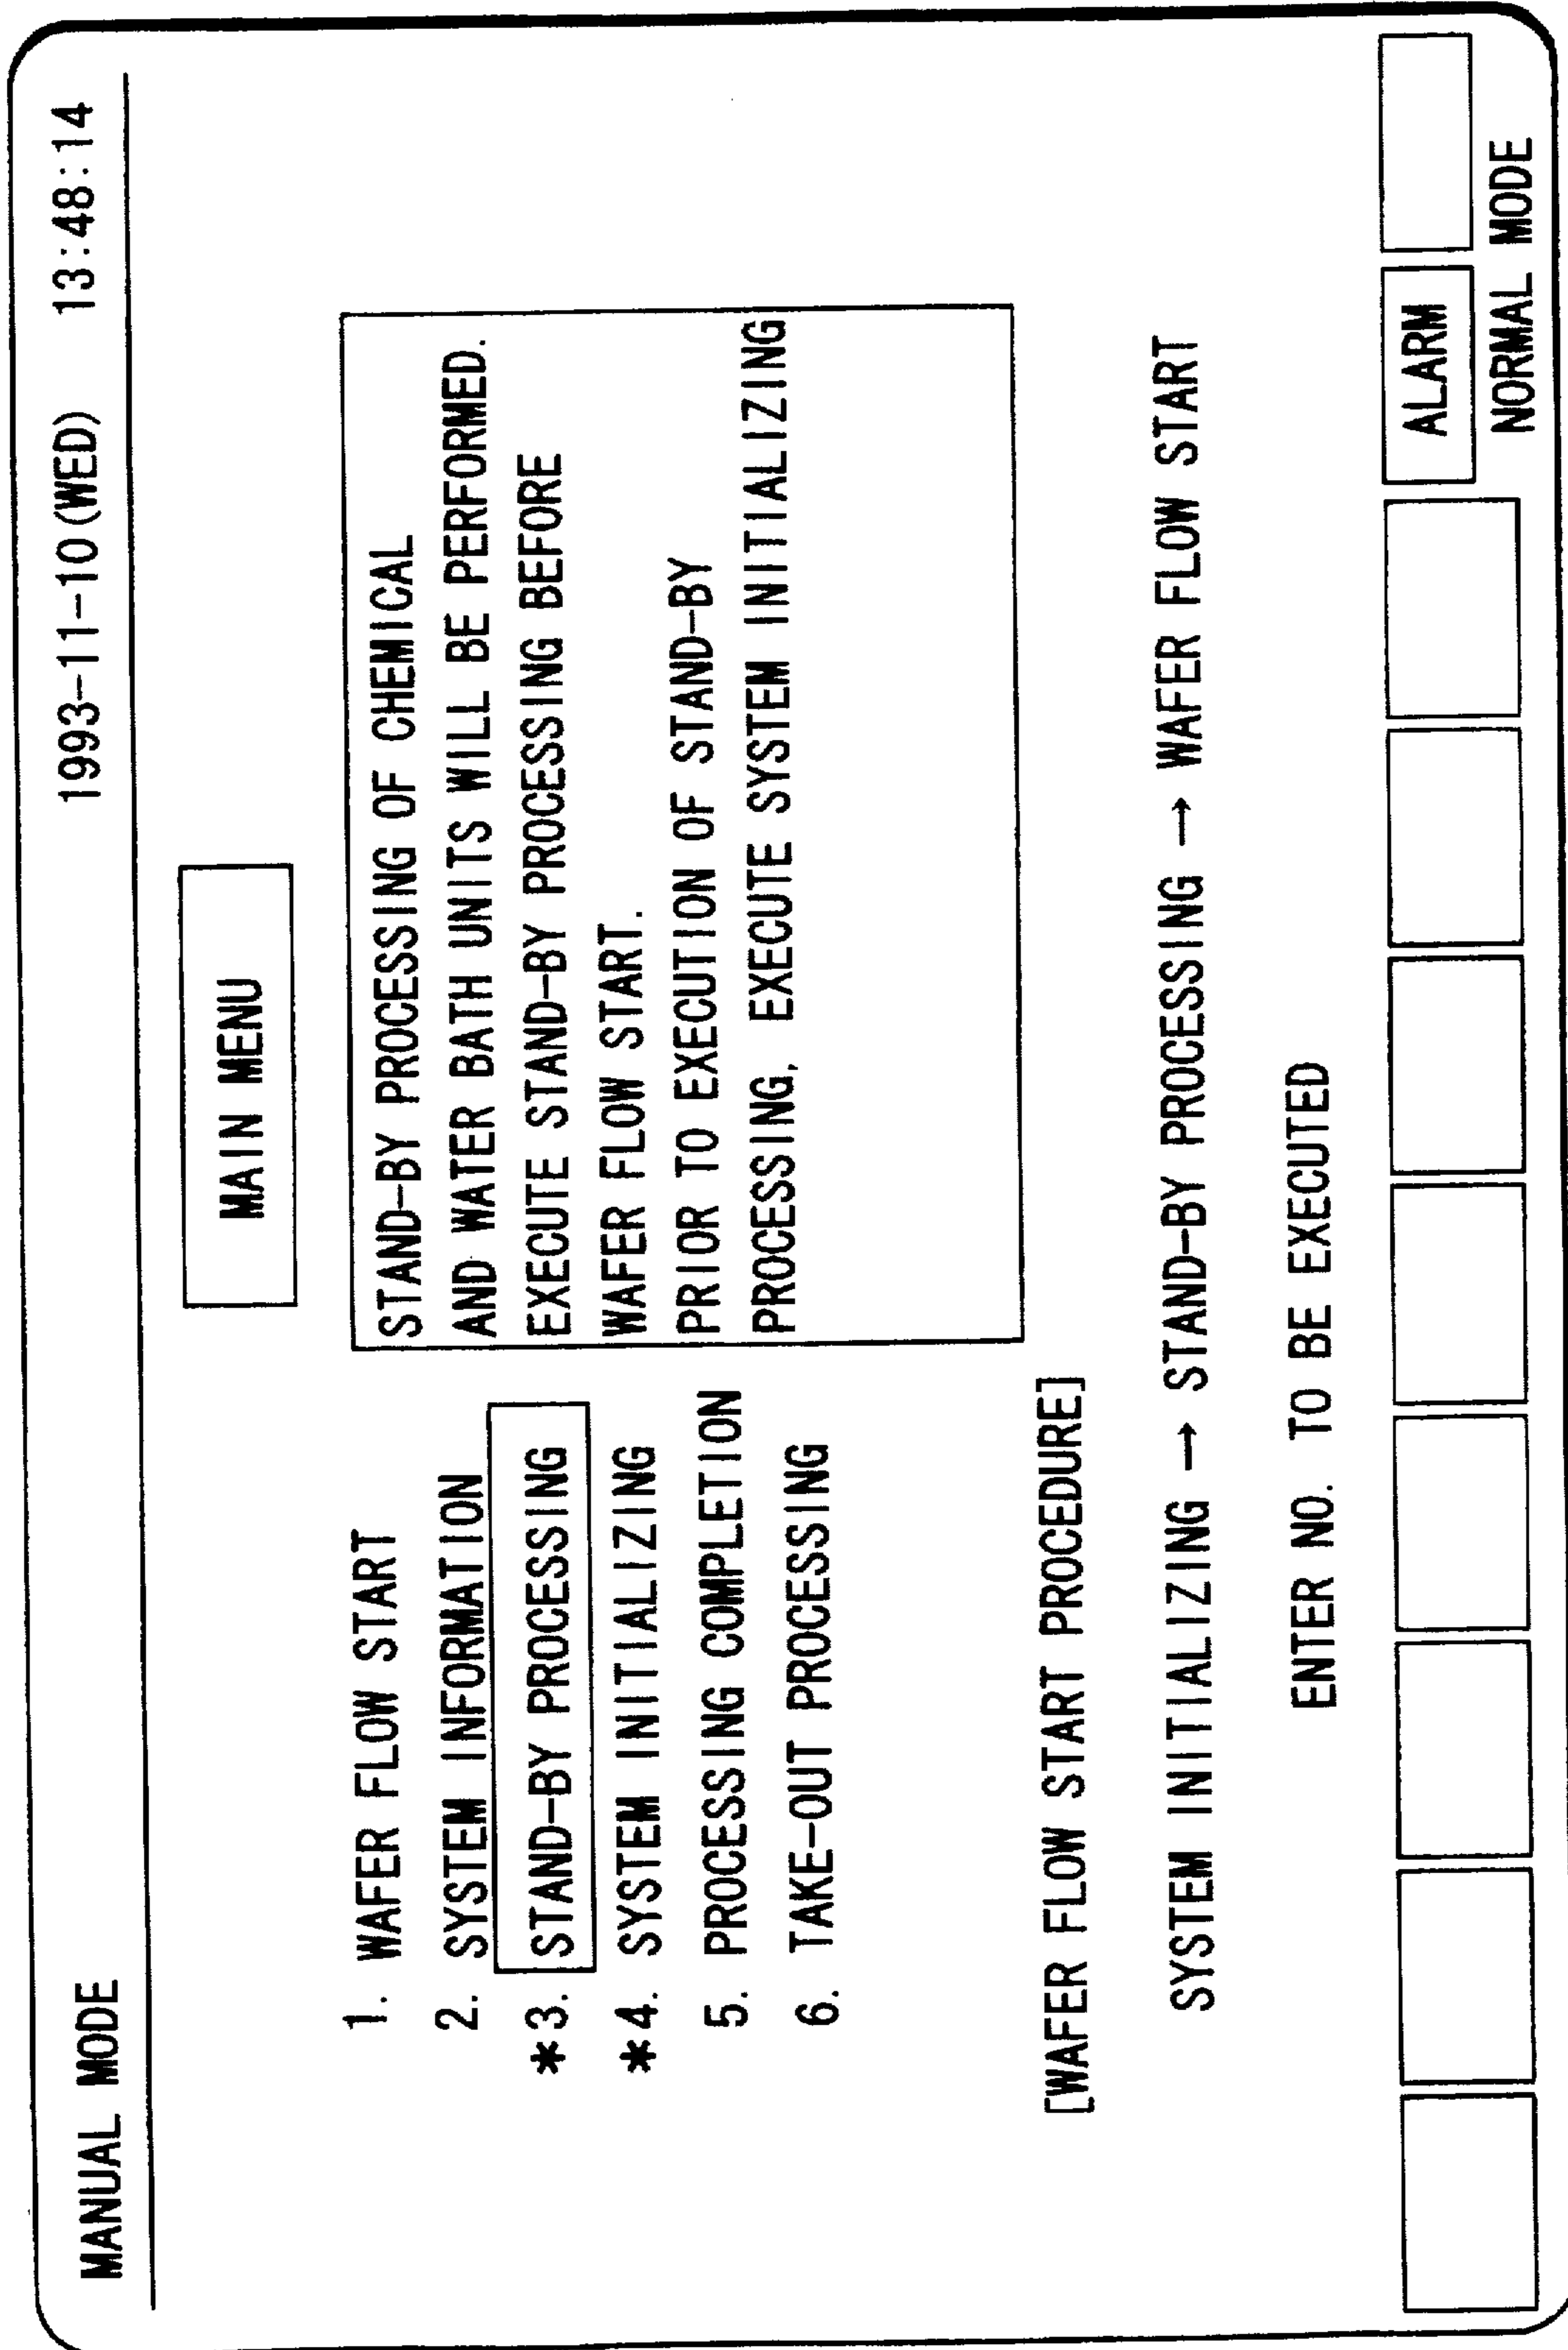 MANUAL MODE 1993-11-10(WED) 13:48:14
MAIN MENU
1. WAFER FLOW START
2. SYSTEM INFORMATION
*3. STAND-BY PROCESSING
*4. SYSTEM INITIALIZING
5. PROCESSING COMPLETION
6. TAKE-OUT PROCESSING
STAND-BY PROCESSING OF CHEMICAL
AND WATER BATH UNITS WILL BE PERFORMED.
EXECUTE STAND-BY PROCESSING BEFORE
WAFER FLOW START.
PRIOR TO EXECUTION OF STAND-BY
PROCESSING, EXECUTE SYSTEM INITIALIZING
[WAFER FLOW START PROCEDURE]
SYSTEM INITIALIZING → STAND-BY PROCESSING → WAFER FLOW START
ENTER NO. TO BE EXECUTED
ALARM
NORMAL MODE